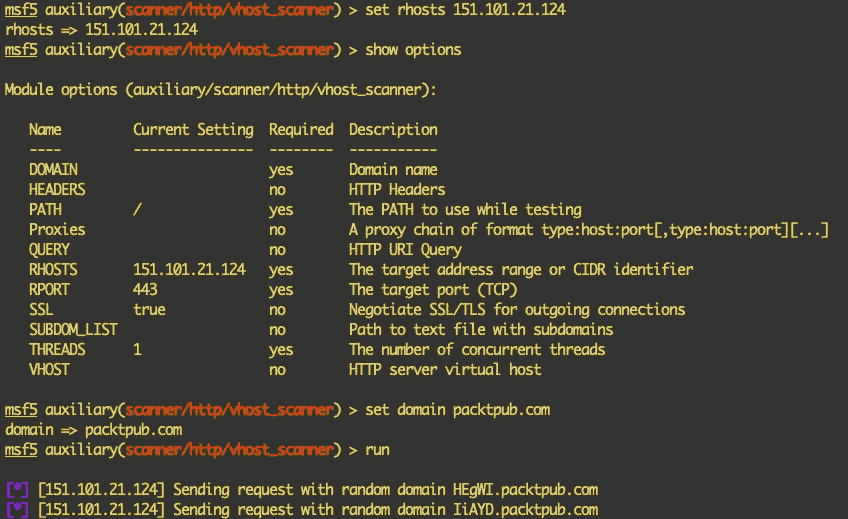 msf5 auxiliary(scanner/http/vhost_scanner) > set rhosts 151.101.21.124
rhosts => 151.101.21.124
msf5 auxiliary(scanner/http/vhost_scanner) > show options
Module options (auxiliary/scanner/http/vhost_scanner):
Name Current Setting Required Description
---- --------------- -------- -----------
DOMAIN yes Domain name
HEADERS no HTTP Headers
PATH / yes The PATH to use while testing
Proxies no A proxy chain of format type:host:port[,type:host:port][...]
QUERY no HTTP URI Query
RHOSTS 151.101.21.124 yes The target address range or CIDR identifier
RPORT 443 yes The target port (TCP)
SSL true no Negotiate SSL/TLS for outgoing connections
SUBDOM_LIST no Path to text file with subdomains
THREADS 1 yes The number of concurrent threads
VHOST no HTTP server virtual host
msf5 auxiliary(scanner/http/vhost_scanner) > set domain packtpub.com
domain => packtpub.com
msf5 auxiliary(scanner/http/vhost_scanner) > run
[*] [151.101.21.124] Sending request with random domain HEgWI.packtpub.com
[*] [151.101.21.124] Sending request with random domain IiAYD.packtpub.com